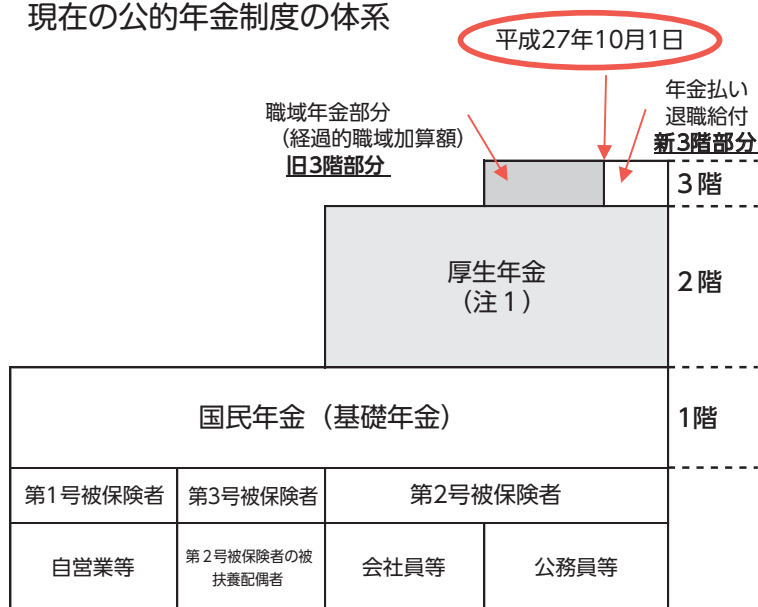 現在の公的年金制度の体系
平成27年10月1日
年金払い
退職給付
新3階部分
職域年金部分
(経過的職域加算額)
旧3階部分
3階
厚生年金
(注1)
2階
国民年金(基礎年金)
1階
第1号被保険者
第3号被保険者
第2号被保険者
自営業等
第2号被保険者の被
扶養配偶者
会社員等
公務員等